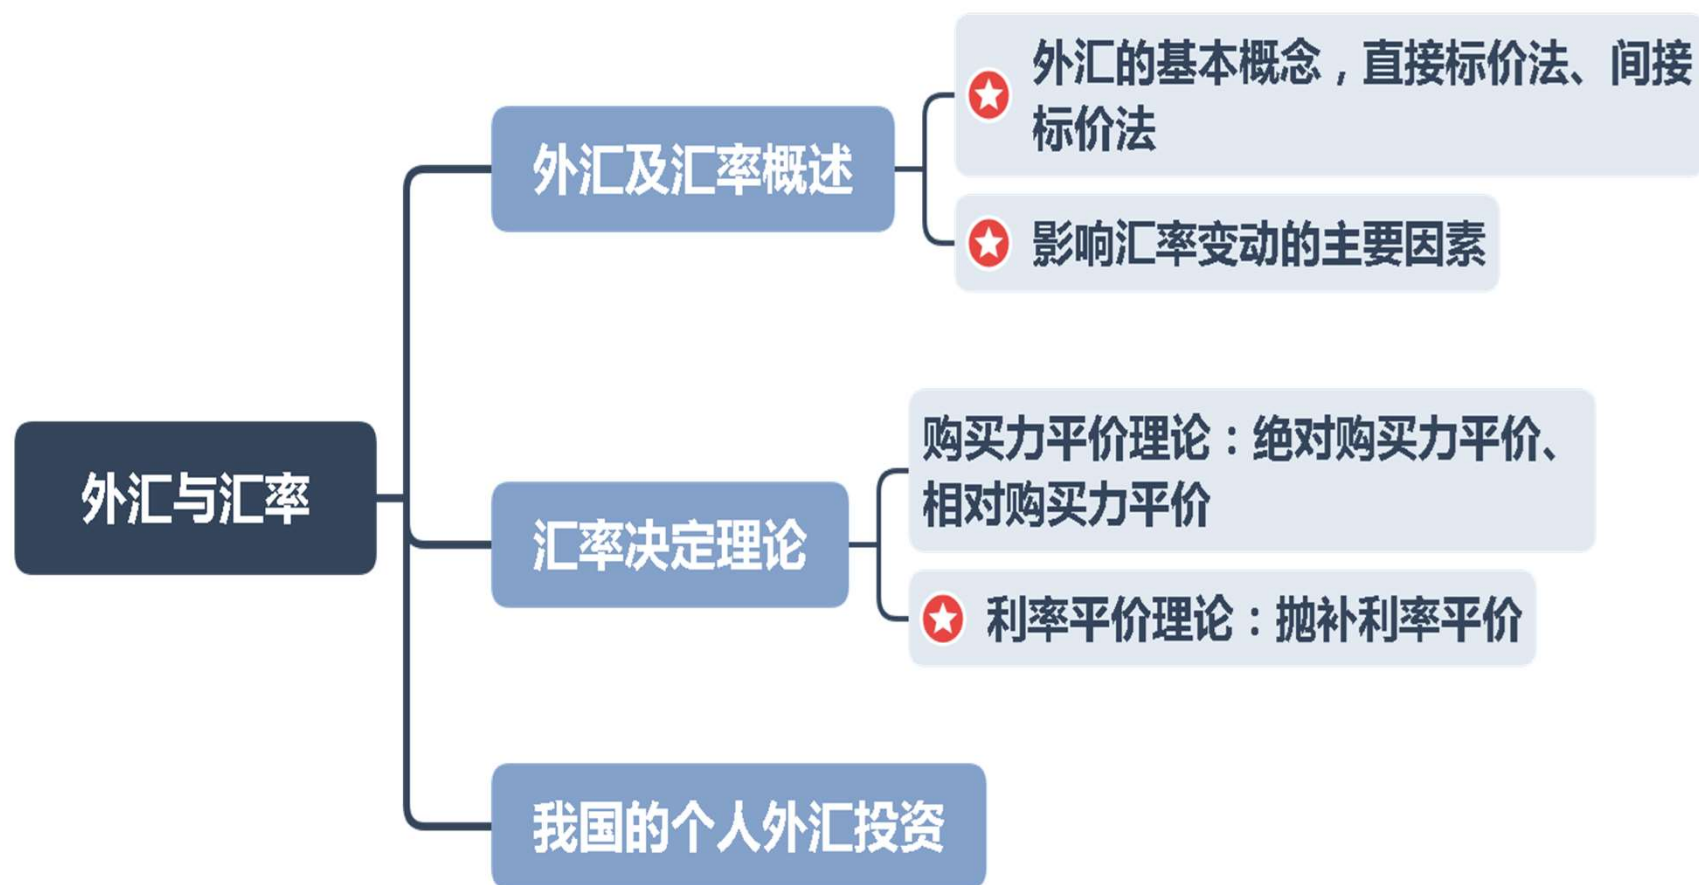 外汇与汇率
外汇及汇率概述
外汇的基本概念，直接标价法、间接
标价法
影响汇率变动的主要因素
汇率决定理论
购买力平价理论：绝对购买力平价、
相对购买力平价
利率平价理论：抛补利率平价
我国的个人外汇投资